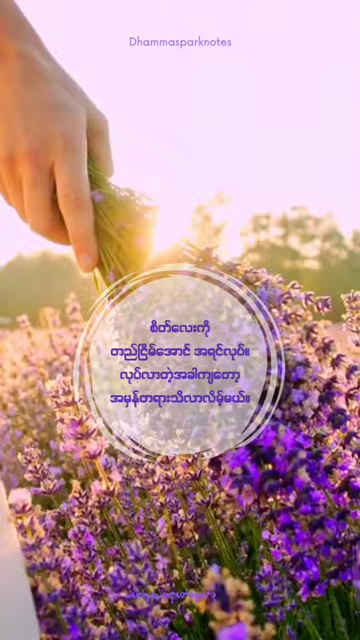 Dhammasparknotes
စိတ်လေးကို
တည်ငြိမ်အောင် အရင်လုပ်။
လုပ်လာတဲ့အခါကျတော့
အမှန်တရားသိလာလိမ့်မယ်။